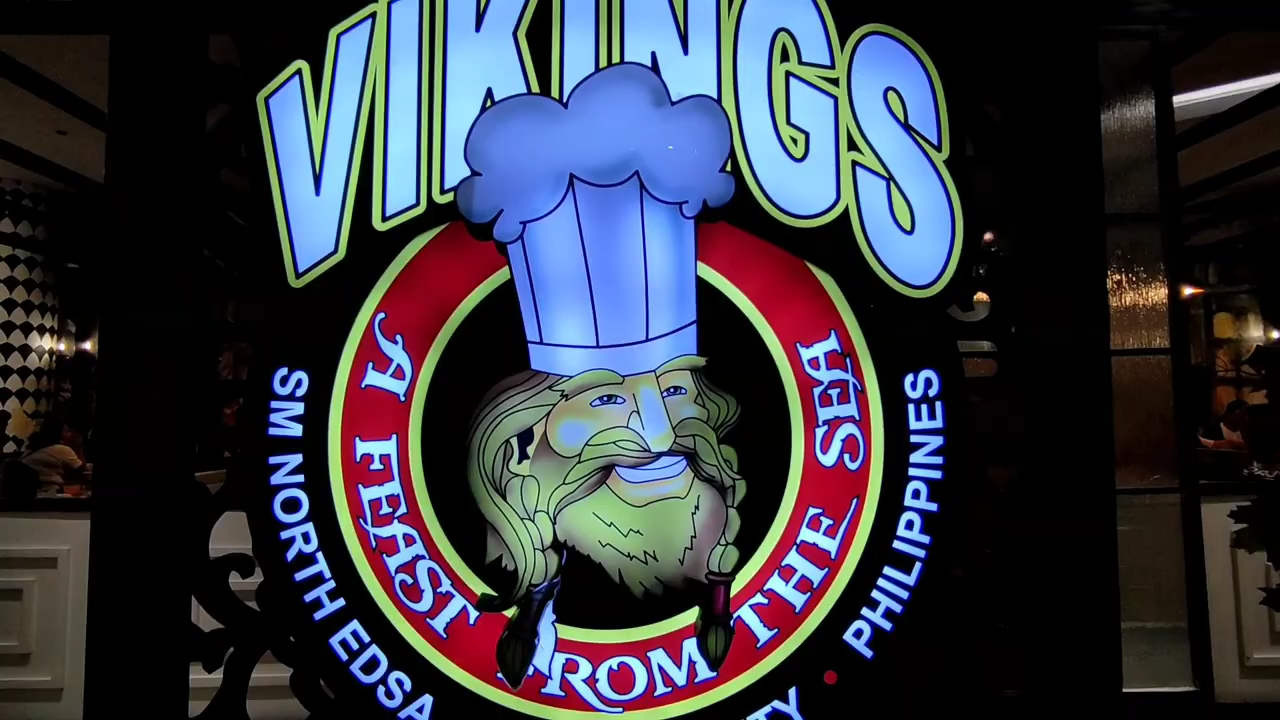 VIKINGS
A FEAST FROM THE SEA
SM NORTH EDSA
PHILIPPINES